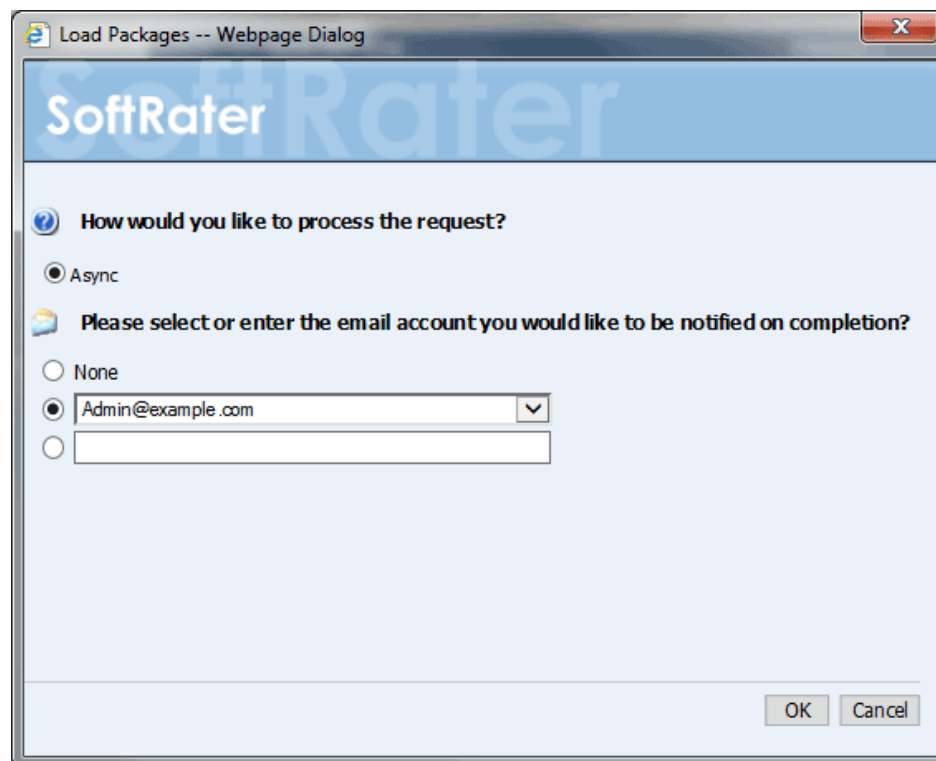 Load Packages -- Webpage Dialog
SoftRater
SoftRater
How would you like to process the request?
Async
Please select or enter the email account you would like to be notified on completion?
None
Admin@example.com
OK Cancel